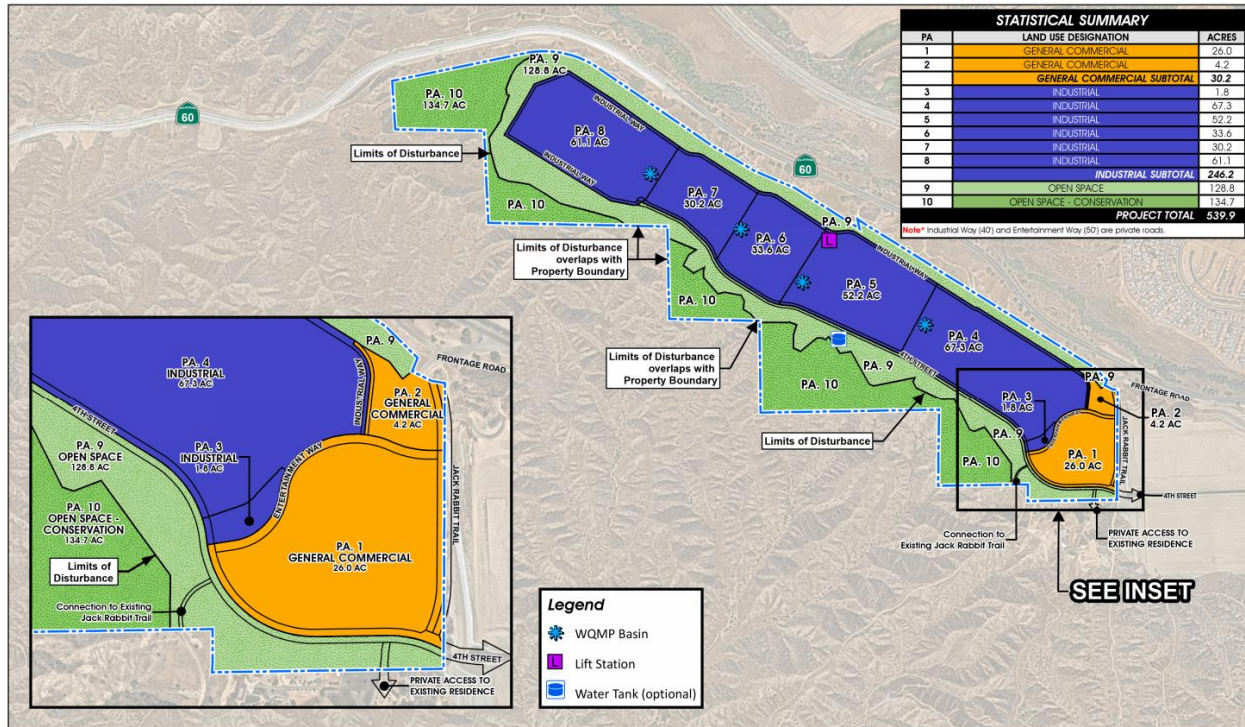 STATISTICAL SUMMARY
PA LAND USE DESIGNATION ACRES
1 GENERAL COMMERCIAL 26.0
2 GENERAL COMMERCIAL 4.2
GENERAL COMMERCIAL SUBTOTAL 30.2
3 INDUSTRIAL 1.8
4 INDUSTRIAL 67.3
5 INDUSTRIAL 52.2
6 INDUSTRIAL 33.6
7 INDUSTRIAL 30.2
8 INDUSTRIAL 61.1
INDUSTRIAL SUBTOTAL 246.2
9 OPEN SPACE 128.8
10 OPEN SPACE - CONSERVATION 134.7
PROJECT TOTAL 539.9
Note* Industrial Way (40') and Entertainment Way (50') are private roads.
60
60
P.A. 9
128.8 AC
P.A. 10
134.7 AC
INDUSTRIAL WAY
P.A. 8
61.1 AC
Limits of Disturbance
INDUSTRIAL WAY
P.A. 7
30.2 AC
P.A. 10
P.A. 9
L
P.A. 6
33.6 AC
INDUSTRIAL WAY
Limits of Disturbance
overlaps with
Property Boundary
P.A. 5
52.2 AC
P.A. 10
P.A. 4
67.3 AC
Limits of Disturbance
overlaps with
Property Boundary
4TH STREET
P.A. 9
P.A. 10
P.A. 9
FRONTAGE ROAD
P.A. 3
1.8 AC
P.A. 2
4.2 AC
Limits of Disturbance
P.A. 9
ENTERTAINMENT WAY
P.A. 1
26.0 AC
JACK RABBIT TRAIL
P.A. 10
4TH STREET
Connection to
Existing Jack Rabbit Trail
PRIVATE ACCESS TO
EXISTING RESIDENCE
SEE INSET
P.A. 9
FRONTAGE ROAD
P.A. 4
INDUSTRIAL
67.3 AC
INDUSTRIAL WAY
P.A. 2
GENERAL
COMMERCIAL
4.2 AC
4TH STREET
P.A. 9
OPEN SPACE
128.8 AC
P.A. 3
INDUSTRIAL
1.8 AC
ENTERTAINMENT WAY
JACK RABBIT TRAIL
P.A. 10
OPEN SPACE -
CONSERVATION
134.7 AC
P.A. 1
GENERAL COMMERCIAL
26.0 AC
Limits of
Disturbance
Connection to Existing
Jack Rabbit Trail
4TH STREET
PRIVATE ACCESS TO
EXISTING RESIDENCE
Legend
WQMP Basin
L Lift Station
Water Tank (optional)